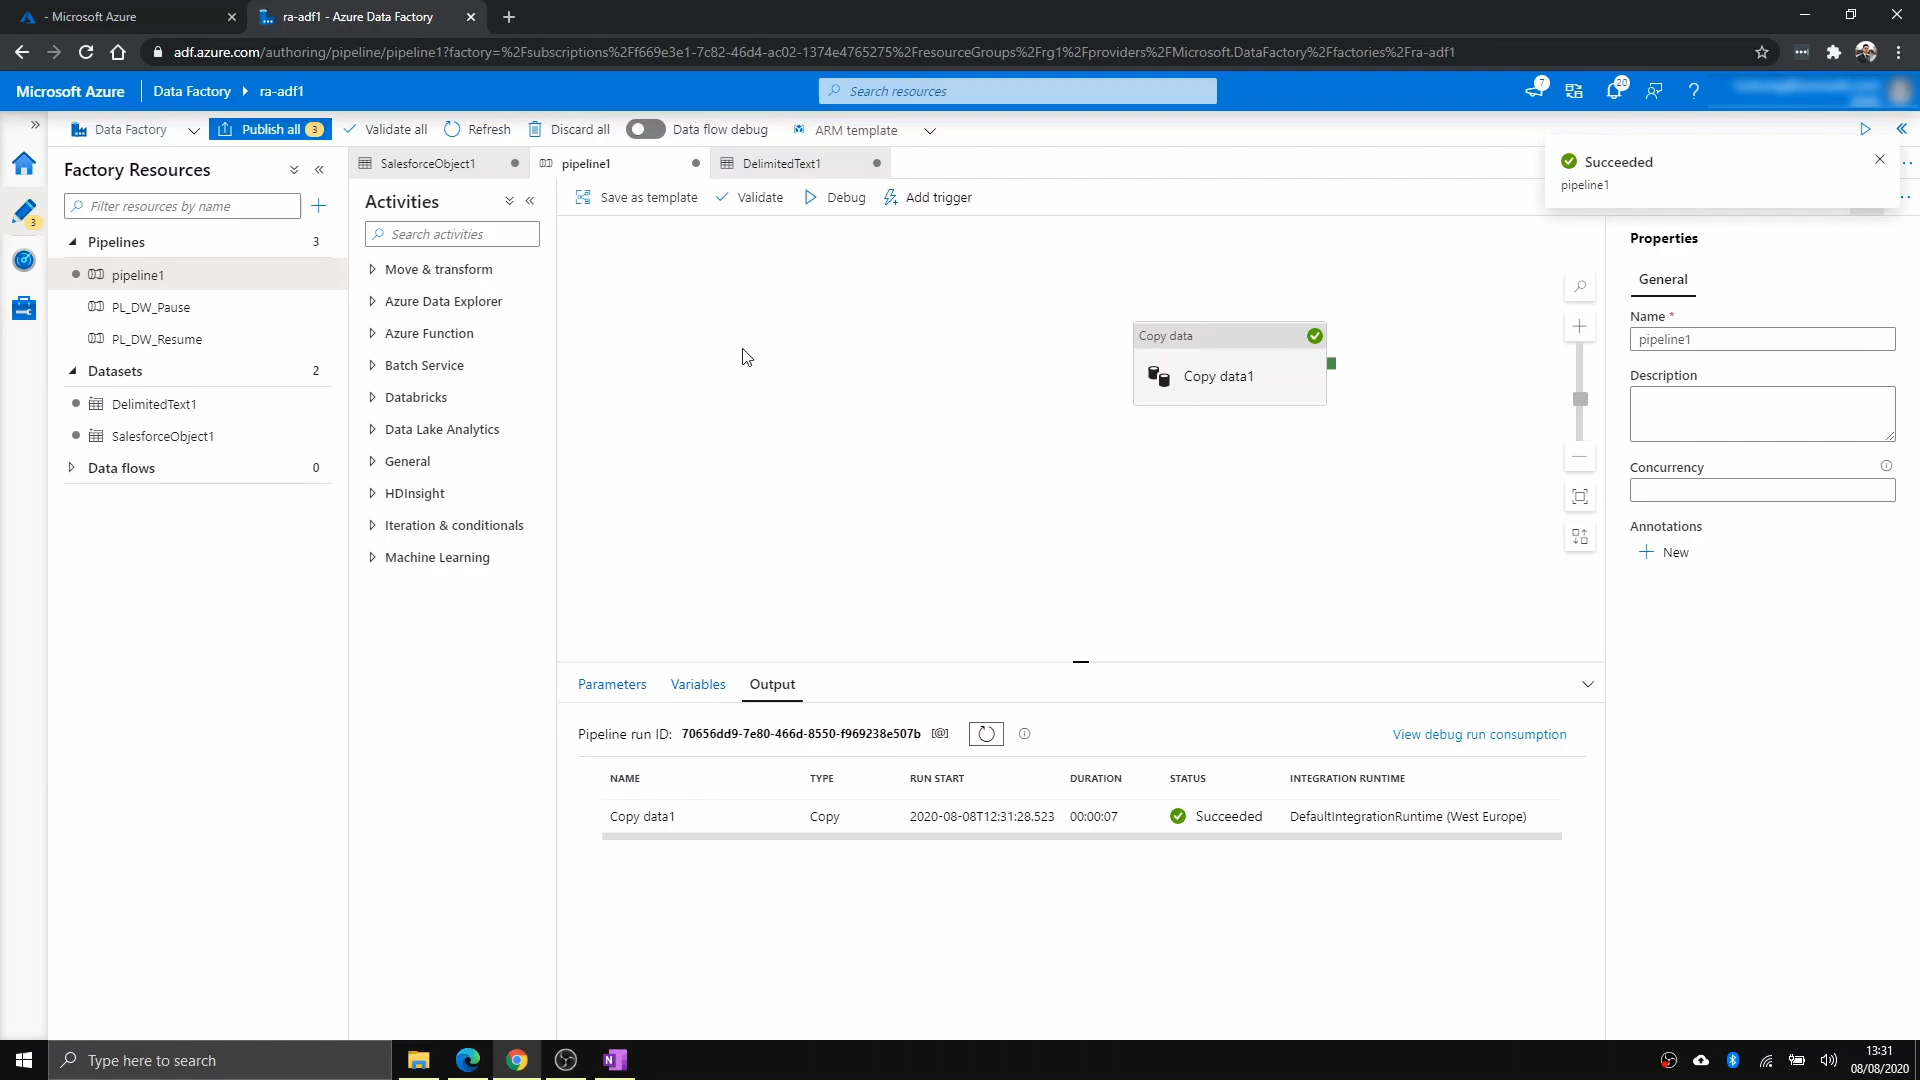 - Microsoft Azure
ra-adf1 - Azure Data Factory
adf.azure.com/authoring/pipeline/pipeline1?factory=%2Fsubscriptions%2Ff669e3e1-7c82-46d4-ac02-1374e4765275%2FresourceGroups%2Frg1%2Fproviders%2FMicrosoft.DataFactory%2Ffactories%2Fra-adf1
Microsoft Azure
Data Factory
ra-adf1
Search resources
7
20
Data Factory
Publish all 3
Validate all
Refresh
Discard all
Data flow debug
ARM template
Succeeded
pipeline1
3
Factory Resources
Filter resources by name
Pipelines 3
pipeline1
PL_DW_Pause
PL_DW_Resume
Datasets 2
DelimitedText1
SalesforceObject1
Data flows 0
SalesforceObject1
pipeline1
DelimitedText1
Activities
Search activities
Move & transform
Azure Data Explorer
Azure Function
Batch Service
Databricks
Data Lake Analytics
General
HDInsight
Iteration & conditionals
Machine Learning
Save as template
Validate
Debug
Add trigger
Copy data
Copy data1
Parameters
Variables
Output
Pipeline run ID: 70656dd9-7e80-466d-8550-f969238e507b
View debug run consumption
NAME TYPE RUN START DURATION STATUS INTEGRATION RUNTIME
Copy data1 Copy 2020-08-08T12:31:28.523 00:00:07 Succeeded DefaultIntegrationRuntime (West Europe)
Properties
General
Name *
pipeline1
Description
Concurrency
Annotations
New
Type here to search
13:31
08/08/2020